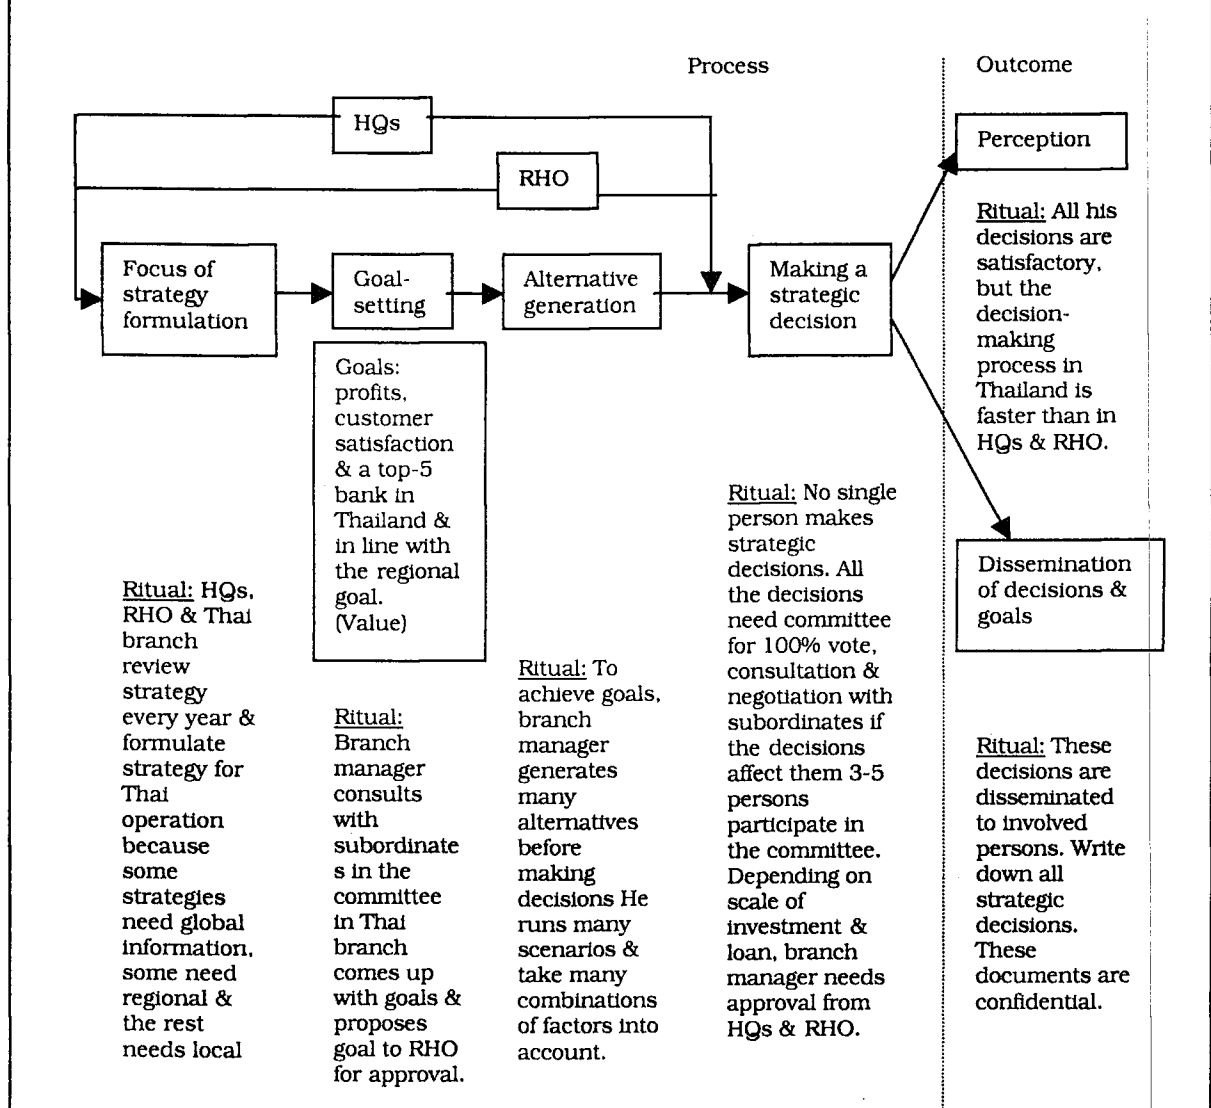 Process
Outcome
HQs
RHO
Perception
Focus of
strategy
formulation
Goal-
setting
Alternative
generation
Making a
strategic
decision
Ritual: All his
decisions are
satisfactory,
but the
decision-
making
process in
Thailand is
faster than in
HQs & RHO.
Goals:
profits,
customer
satisfaction
& a top-5
bank in
Thailand &
in line with
the regional
goal.
(Value)
Dissemination
of decisions &
goals
Ritual: HQs,
RHO & Thai
branch
review
strategy
every year &
formulate
strategy for
Thai
operation
because
some
strategies
need global
information,
some need
regional &
the rest
needs local
Ritual:
Branch
manager
consults
with
subordinate
s in the
committee
in Thai
branch
comes up
with goals &
proposes
goal to RHO
for approval.
Ritual: To
achieve goals,
branch
manager
generates
many
alternatives
before
making
decisions He
runs many
scenarios &
take many
combinations
of factors into
account.
Ritual: No single
person makes
strategic
decisions. All
the decisions
need committee
for 100% vote,
consultation &
negotiation with
subordinates if
the decisions
affect them 3-5
persons
participate in
the committee.
Depending on
scale of
investment &
loan, branch
manager needs
approval from
HQs & RHO.
Ritual: These
decisions are
disseminated
to involved
persons. Write
down all
strategic
decisions.
These
documents are
confidential.